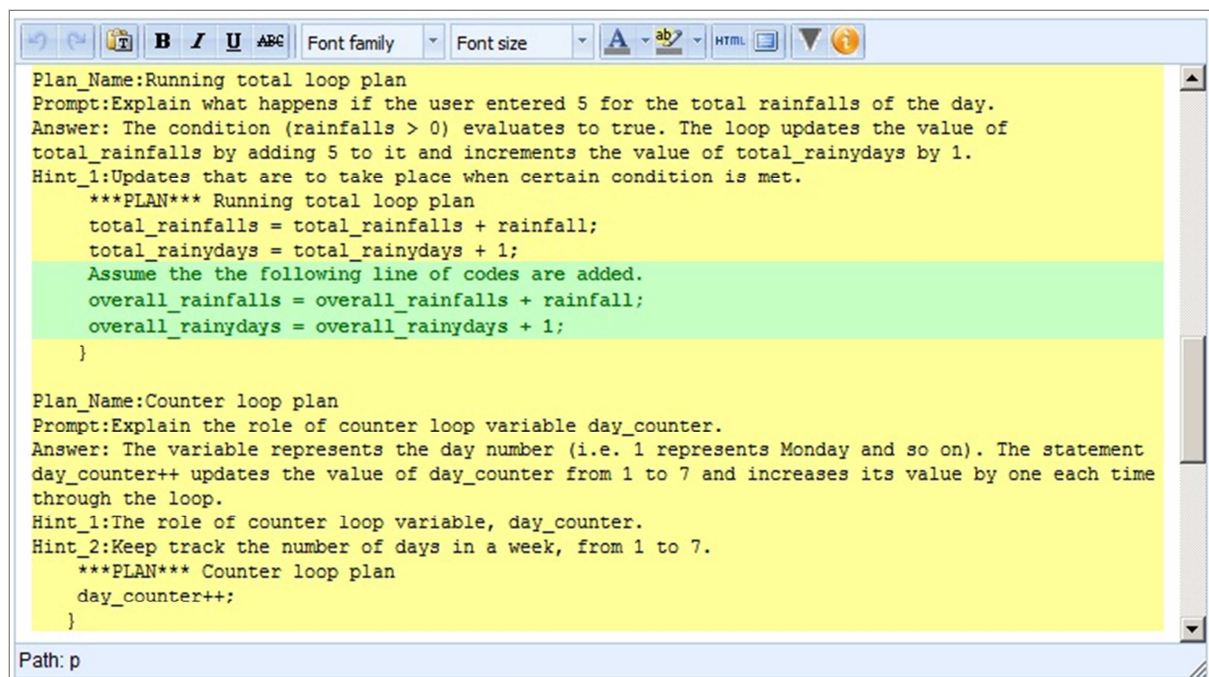 B I U ABC Font family Font size A ab HTML i
Plan_Name:Running total loop plan
Prompt:Explain what happens if the user entered 5 for the total rainfalls of the day.
Answer: The condition (rainfalls > 0) evaluates to true. The loop updates the value of
total_rainfalls by adding 5 to it and increments the value of total_rainydays by 1.
Hint_1:Updates that are to take place when certain condition is met.
***PLAN*** Running total loop plan
total_rainfalls = total_rainfalls + rainfall;
total_rainydays = total_rainydays + 1;
Assume the the following line of codes are added.
overall_rainfalls = overall_rainfalls + rainfall;
overall_rainydays = overall_rainydays + 1;
}
Plan_Name:Counter loop plan
Prompt:Explain the role of counter loop variable day_counter.
Answer: The variable represents the day number (i.e. 1 represents Monday and so on). The statement
day_counter++ updates the value of day_counter from 1 to 7 and increases its value by one each time
through the loop.
Hint_1:The role of counter loop variable, day_counter.
Hint_2:Keep track the number of days in a week, from 1 to 7.
***PLAN*** Counter loop plan
day_counter++;
}
Path: p